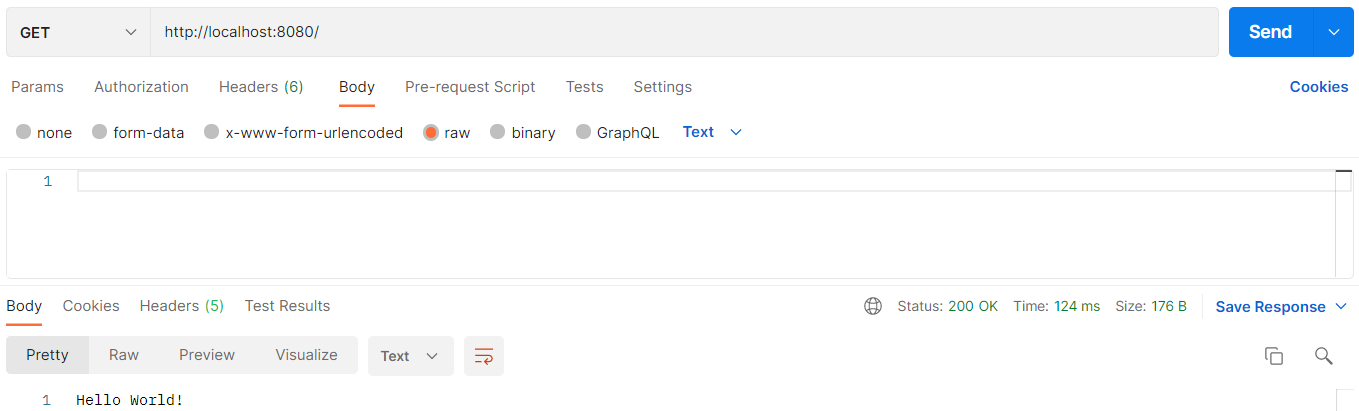 GET http://localhost:8080/ Send
Params Authorization Headers (6) Body Pre-request Script Tests Settings Cookies
none form-data x-www-form-urlencoded raw binary GraphQL Text
1
Body Cookies Headers (5) Test Results Status: 200 OK Time: 124 ms Size: 176 B Save Response
Pretty Raw Preview Visualize Text
1 Hello World!